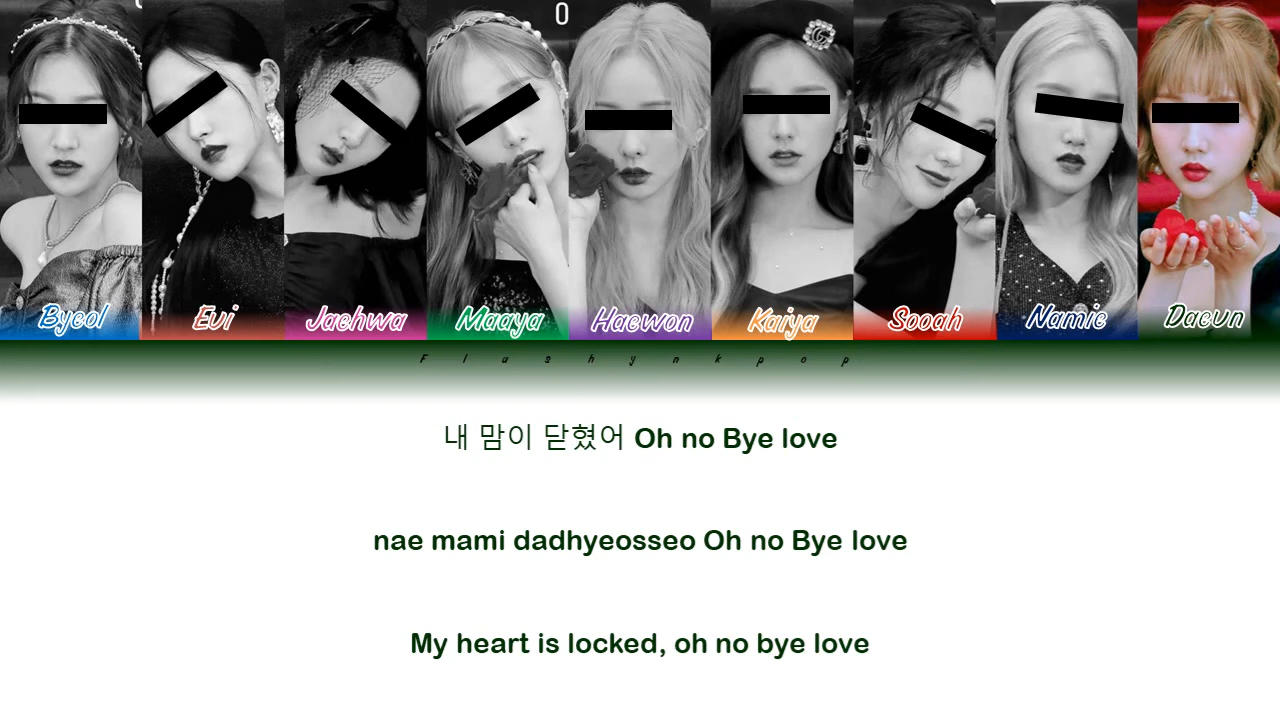 0
Byeol Evi Jaehwa Maaya Haewon Kaiya Sooah Namie Daeun
Flashynkpop
내 맘이 닫혔어 Oh no Bye love
nae mami dadhyeosseo Oh no Bye love
My heart is locked, oh no bye love